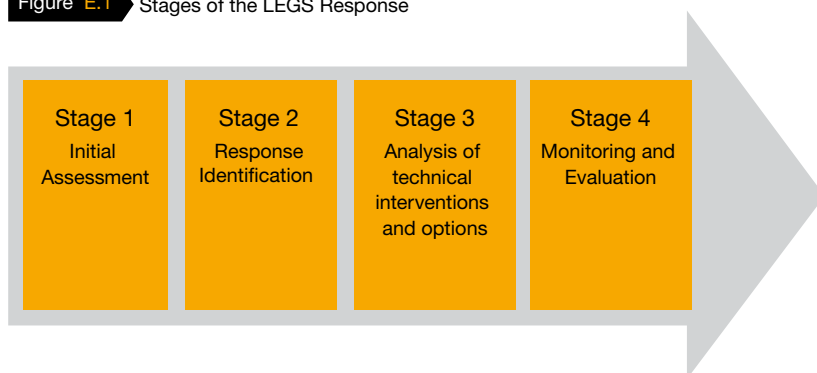 Figure E.1 Stages of the LEGS Response
Stage 1
Initial
Assessment
Stage 2
Response
Identification
Stage 3
Analysis of
technical
interventions
and options
Stage 4
Monitoring and
Evaluation